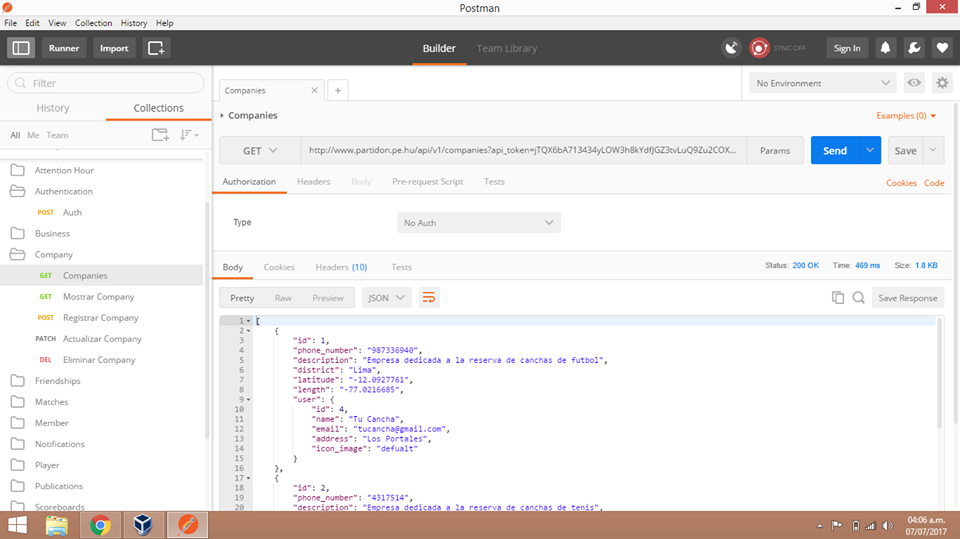 Postman
File Edit View Collection History Help
Runner Import Builder Team Library SYNC OFF Sign In
Filter
History Collections
All Me Team
Attention Hour
Authentication
POST Auth
Business
Company
GET Companies
GET Mostrar Company
POST Registrar Company
PATCH Actualizar Company
DEL Eliminar Company
Friendships
Matches
Member
Notifications
Player
Publications
Scoreboards
Companies
No Environment
Companies
Examples (0)
GET http://www.partidon.pe.hu/api/v1/companies?api_token=jTQX6bA713434yLOW3h8kYdfJGZ3tvLuQ9Zu2COX... Params Send Save
Authorization Headers Body Pre-request Script Tests Cookies Code
Type No Auth
Body Cookies Headers (10) Tests Status: 200 OK Time: 469 ms Size: 1.8 KB
Pretty Raw Preview JSON Save Response
1 [
2 {
3 "id": 1,
4 "phone_number": "987336940",
5 "description": "Empresa dedicada a la reserva de canchas de futbol",
6 "district": "Lima",
7 "latitude": "-12.0927761",
8 "length": "-77.0216685",
9 "user": {
10 "id": 4,
11 "name": "Tu Cancha",
12 "email": "tucancha@gmail.com",
13 "address": "Los Portales",
14 "icon_image": "defualt"
15 }
16 },
17 {
18 "id": 2,
19 "phone_number": "4317514",
20 "description": "Empresa dedicada a la reserva de canchas de tenis",
04:06 a.m.
07/07/2017